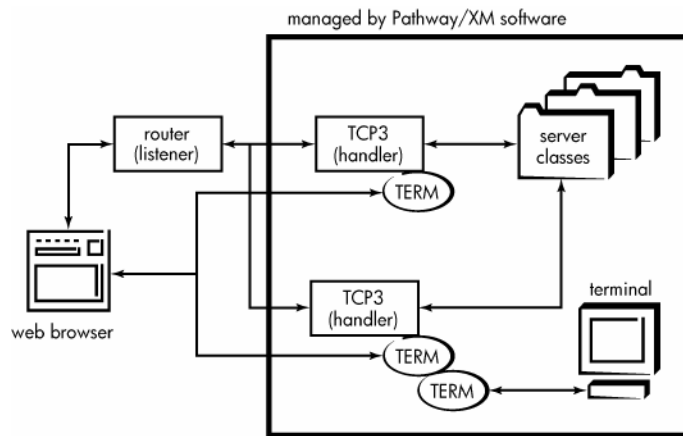 managed by Pathway/XM software
router
(listener)
TCP3
(handler)
server
classes
TERM
TCP3
(handler)
terminal
web browser
TERM
TERM